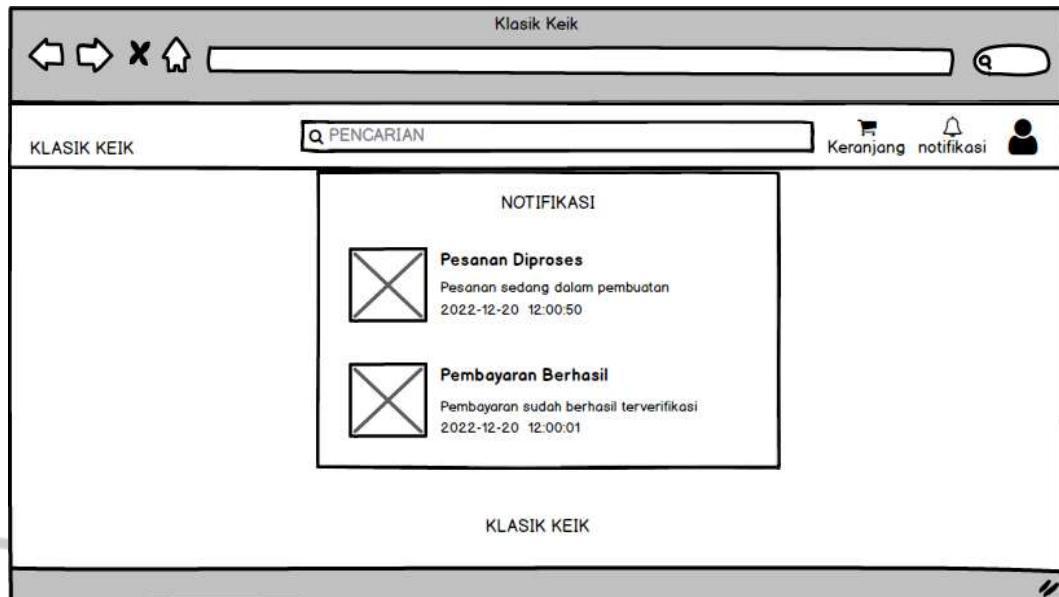 Klasik Keik
KLASIK KEIK
PENCARIAN
Keranjang
notifikasi
NOTIFIKASI
Pesanan Diproses
Pesanan sedang dalam pembuatan
2022-12-20 12:00:50
Pembayaran Berhasil
Pembayaran sudah berhasil terverifikasi
2022-12-20 12:00:01
KLASIK KEIK